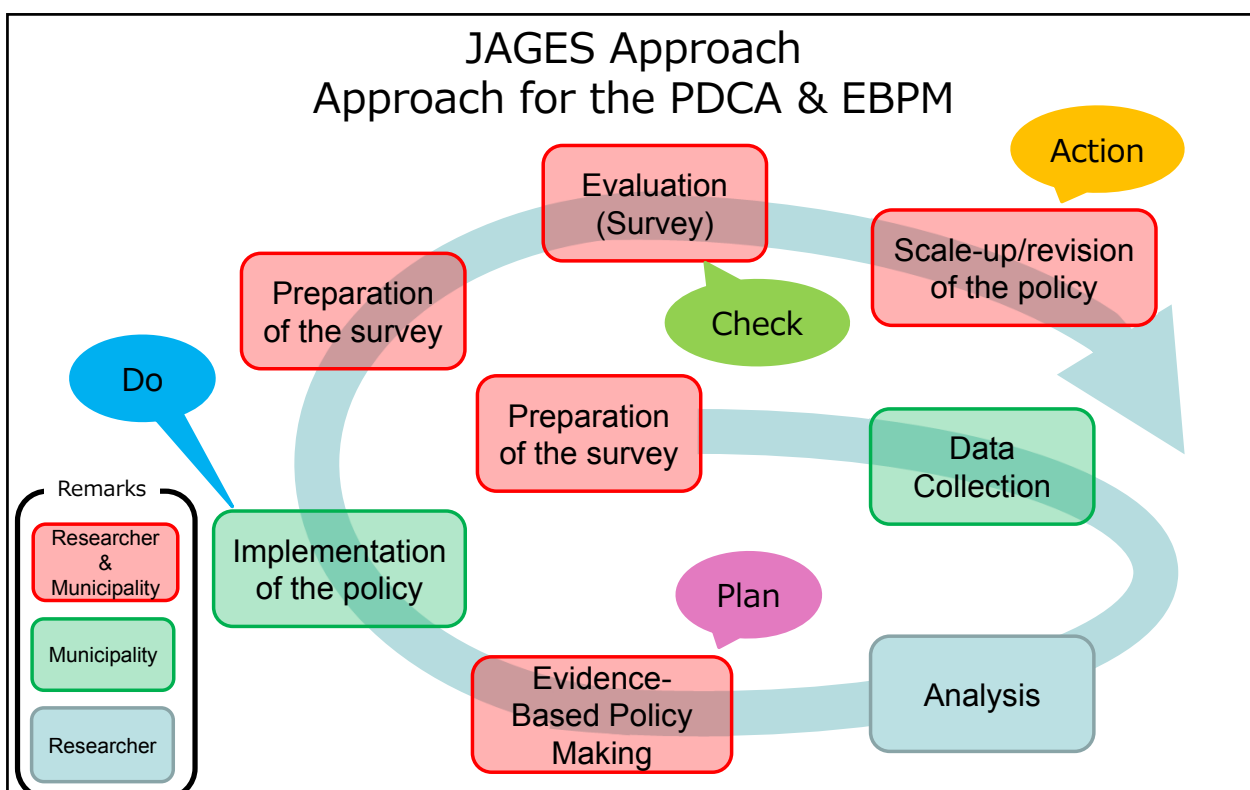 JAGES Approach
Approach for the PDCA & EBPM
Action
Evaluation
(Survey)
Scale-up/revision
of the policy
Preparation
of the survey
Check
Do
Preparation
of the survey
Data
Collection
Remarks
Researcher
&
Municipality
Implementation
of the policy
Plan
Municipality
Evidence-
Based Policy
Making
Analysis
Researcher